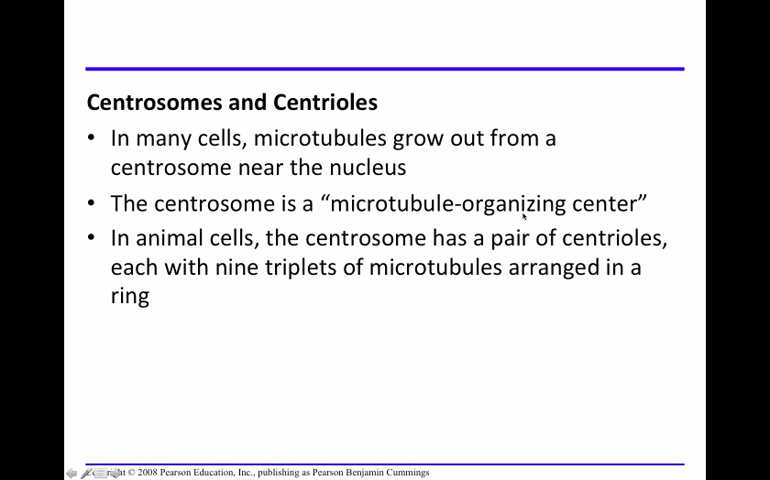 Centrosomes and Centrioles
• In many cells, microtubules grow out from a
centrosome near the nucleus
• The centrosome is a “microtubule-organizing center”
• In animal cells, the centrosome has a pair of centrioles,
each with nine triplets of microtubules arranged in a
ring
© 2008 Pearson Education, Inc., publishing as Pearson Benjamin Cummings